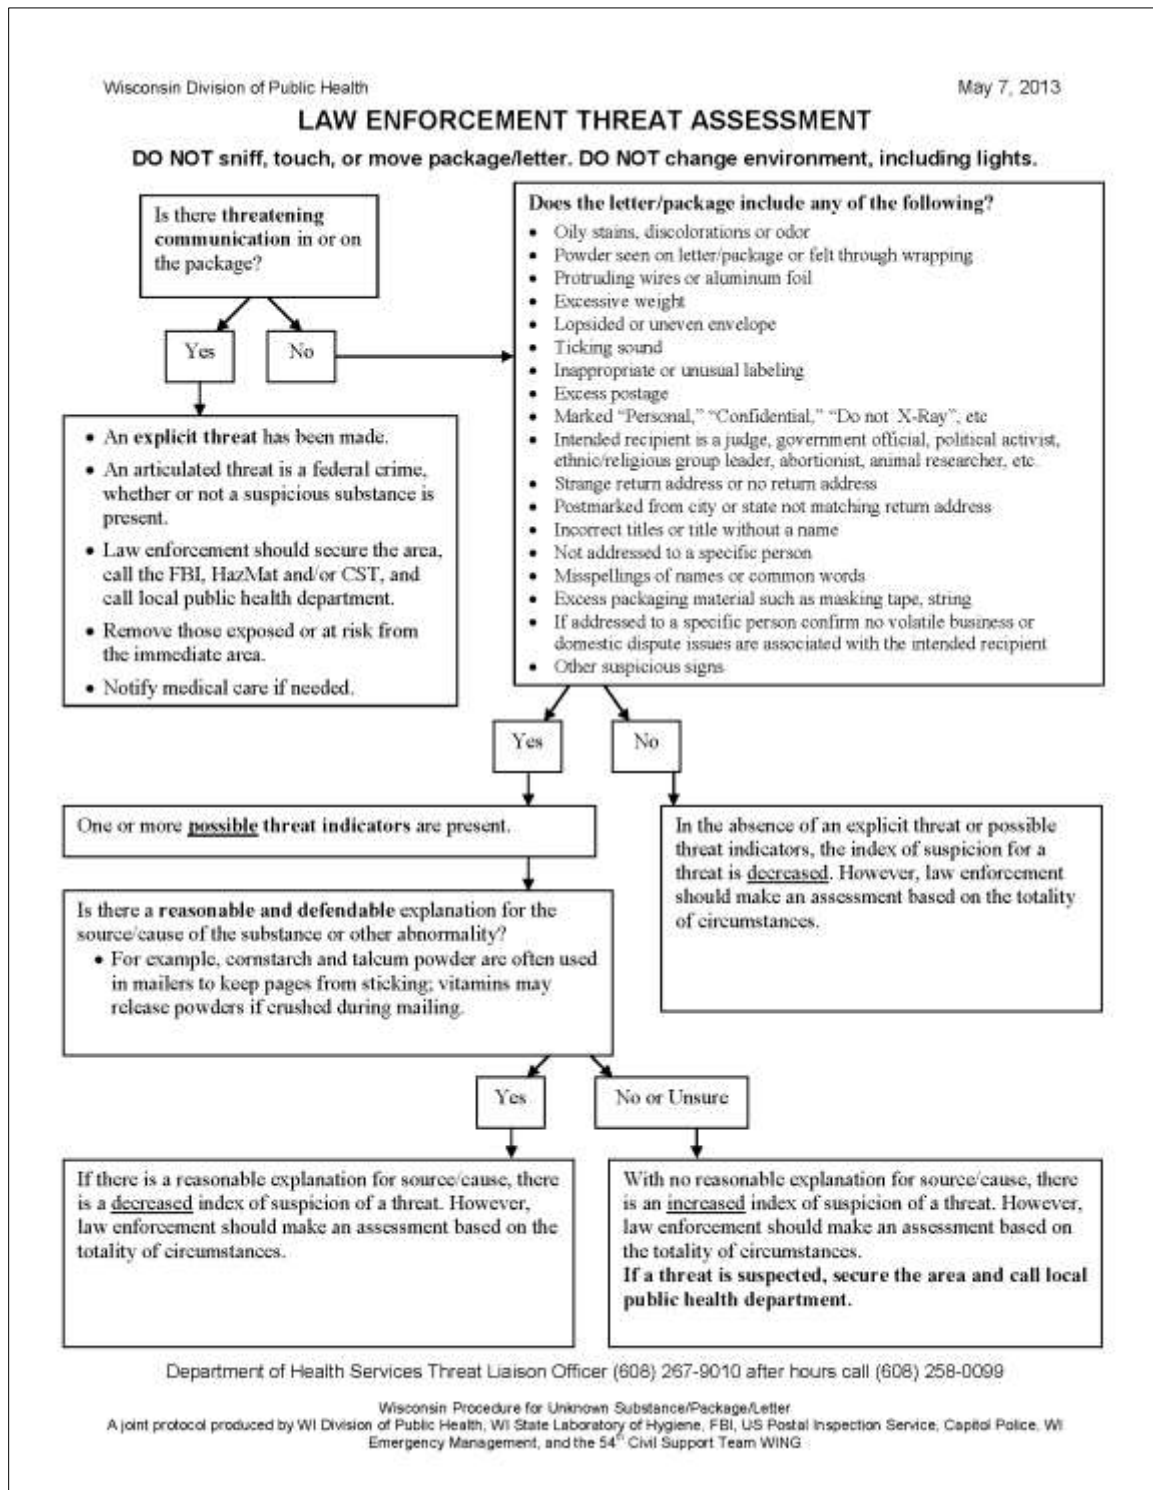 Wisconsin Division of Public Health
May 7, 2013
LAW ENFORCEMENT THREAT ASSESSMENT
DO NOT sniff, touch, or move package/letter. DO NOT change environment, including lights.
Is there threatening
communication in or on
the package?
Yes
No
• An explicit threat has been made.
• An articulated threat is a federal crime,
whether or not a suspicious substance is
present.
• Law enforcement should secure the area,
call the FBI, HazMat and/or CST, and
call local public health department.
• Remove those exposed or at risk from
the immediate area.
• Notify medical care if needed.
Does the letter/package include any of the following?
• Oily stains, discolorations or odor
• Powder seen on letter/package or felt through wrapping
• Protruding wires or aluminum foil
• Excessive weight
• Lopsided or uneven envelope
• Ticking sound
• Inappropriate or unusual labeling
• Excess postage
• Marked “Personal,” “Confidential,” “Do not X-Ray”, etc
• Intended recipient is a judge, government official, political activist,
ethnic/religious group leader, abortionist, animal researcher, etc.
• Strange return address or no return address
• Postmarked from city or state not matching return address
• Incorrect titles or title without a name
• Not addressed to a specific person
• Misspellings of names or common words
• Excess packaging material such as masking tape, string
• If addressed to a specific person confirm no volatile business or
domestic dispute issues are associated with the intended recipient
• Other suspicious signs
Yes
No
One or more possible threat indicators are present.
In the absence of an explicit threat or possible
threat indicators, the index of suspicion for a
threat is decreased. However, law enforcement
should make an assessment based on the totality
of circumstances.
Is there a reasonable and defendable explanation for the
source/cause of the substance or other abnormality?
• For example, cornstarch and talcum powder are often used
in mailers to keep pages from sticking; vitamins may
release powders if crushed during mailing.
Yes
No or Unsure
If there is a reasonable explanation for source/cause, there
is a decreased index of suspicion of a threat. However,
law enforcement should make an assessment based on the
totality of circumstances.
With no reasonable explanation for source/cause, there
is an increased index of suspicion of a threat. However,
law enforcement should make an assessment based on
the totality of circumstances.
If a threat is suspected, secure the area and call local
public health department.
Department of Health Services Threat Liaison Officer (608) 267-9010 after hours call (608) 258-0099
Wisconsin Procedure for Unknown Substance/Package/Letter
A joint protocol produced by WI Division of Public Health, WI State Laboratory of Hygiene, FBI, US Postal Inspection Service, Capitol Police, WI
Emergency Management, and the 54th Civil Support Team WING